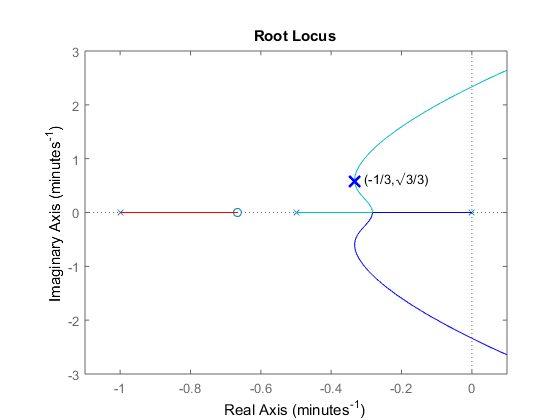 Root Locus
3
2
1
0
-1
-2
-3
Imaginary Axis (minutes⁻¹)
(-1/3,√3/3)
-1 -0.8 -0.6 -0.4 -0.2 0
Real Axis (minutes⁻¹)